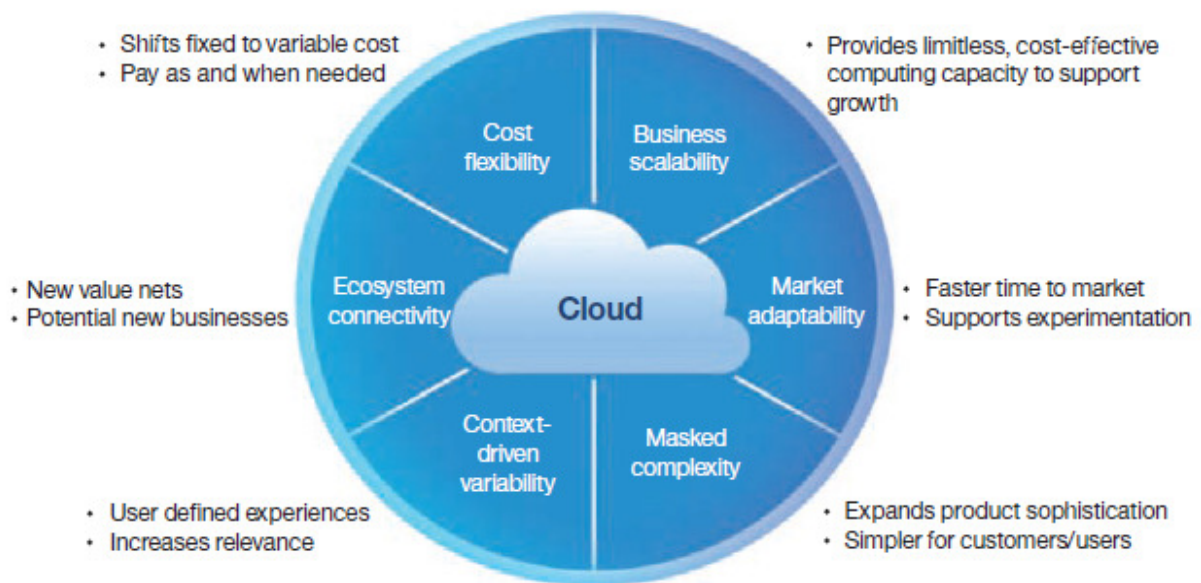 • Shifts fixed to variable cost
• Pay as and when needed
• Provides limitless, cost-effective
computing capacity to support
growth
Cost
flexibility
Business
scalability
• New value nets
• Potential new businesses
Ecosystem
connectivity
Cloud
Market
adaptability
• Faster time to market
• Supports experimentation
Context-
driven
variability
Masked
complexity
• User defined experiences
• Increases relevance
• Expands product sophistication
• Simpler for customers/users